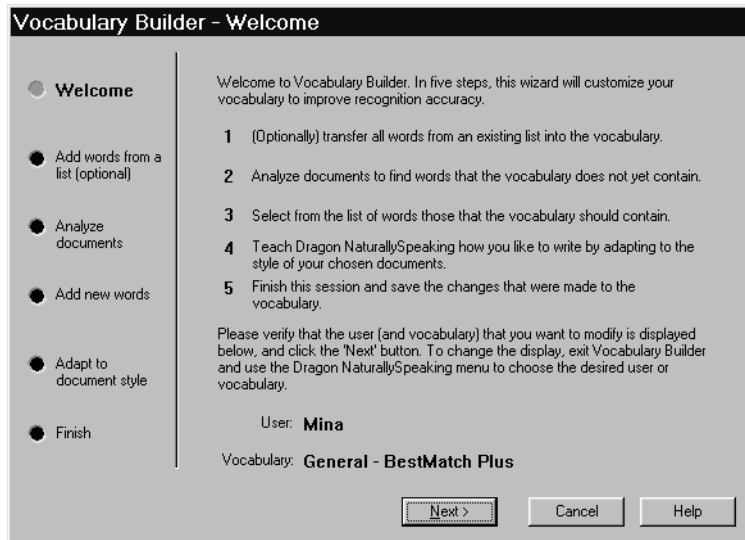 Vocabulary Builder - Welcome
Welcome
Add words from a
list (optional)
Analyze
documents
Add new words
Adapt to
document style
Finish
Welcome to Vocabulary Builder. In five steps, this wizard will customize your
vocabulary to improve recognition accuracy.
1 (Optionally) transfer all words from an existing list into the vocabulary.
2 Analyze documents to find words that the vocabulary does not yet contain.
3 Select from the list of words those that the vocabulary should contain.
4 Teach Dragon NaturallySpeaking how you like to write by adapting to the
style of your chosen documents.
5 Finish this session and save the changes that were made to the
vocabulary.
Please verify that the user (and vocabulary) that you want to modify is displayed
below, and click the 'Next' button. To change the display, exit Vocabulary Builder
and use the Dragon NaturallySpeaking menu to choose the desired user or
vocabulary.
User: Mina
Vocabulary: General - BestMatch Plus
Next > Cancel Help